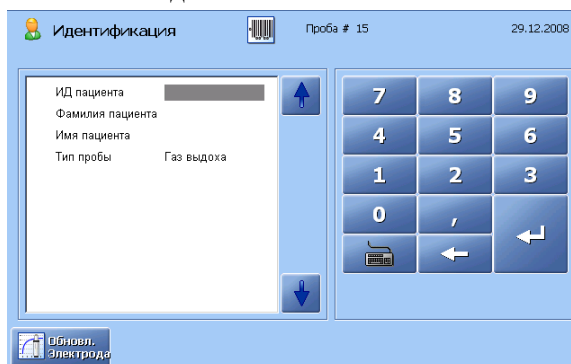 Идентификация
Проба # 15
29.12.2008
ИД пациента
Фамилия пациента
Имя пациента
Тип пробы Газ выдоха
7 8 9
4 5 6
1 2 3
0 ,
Обновл.
Электрода